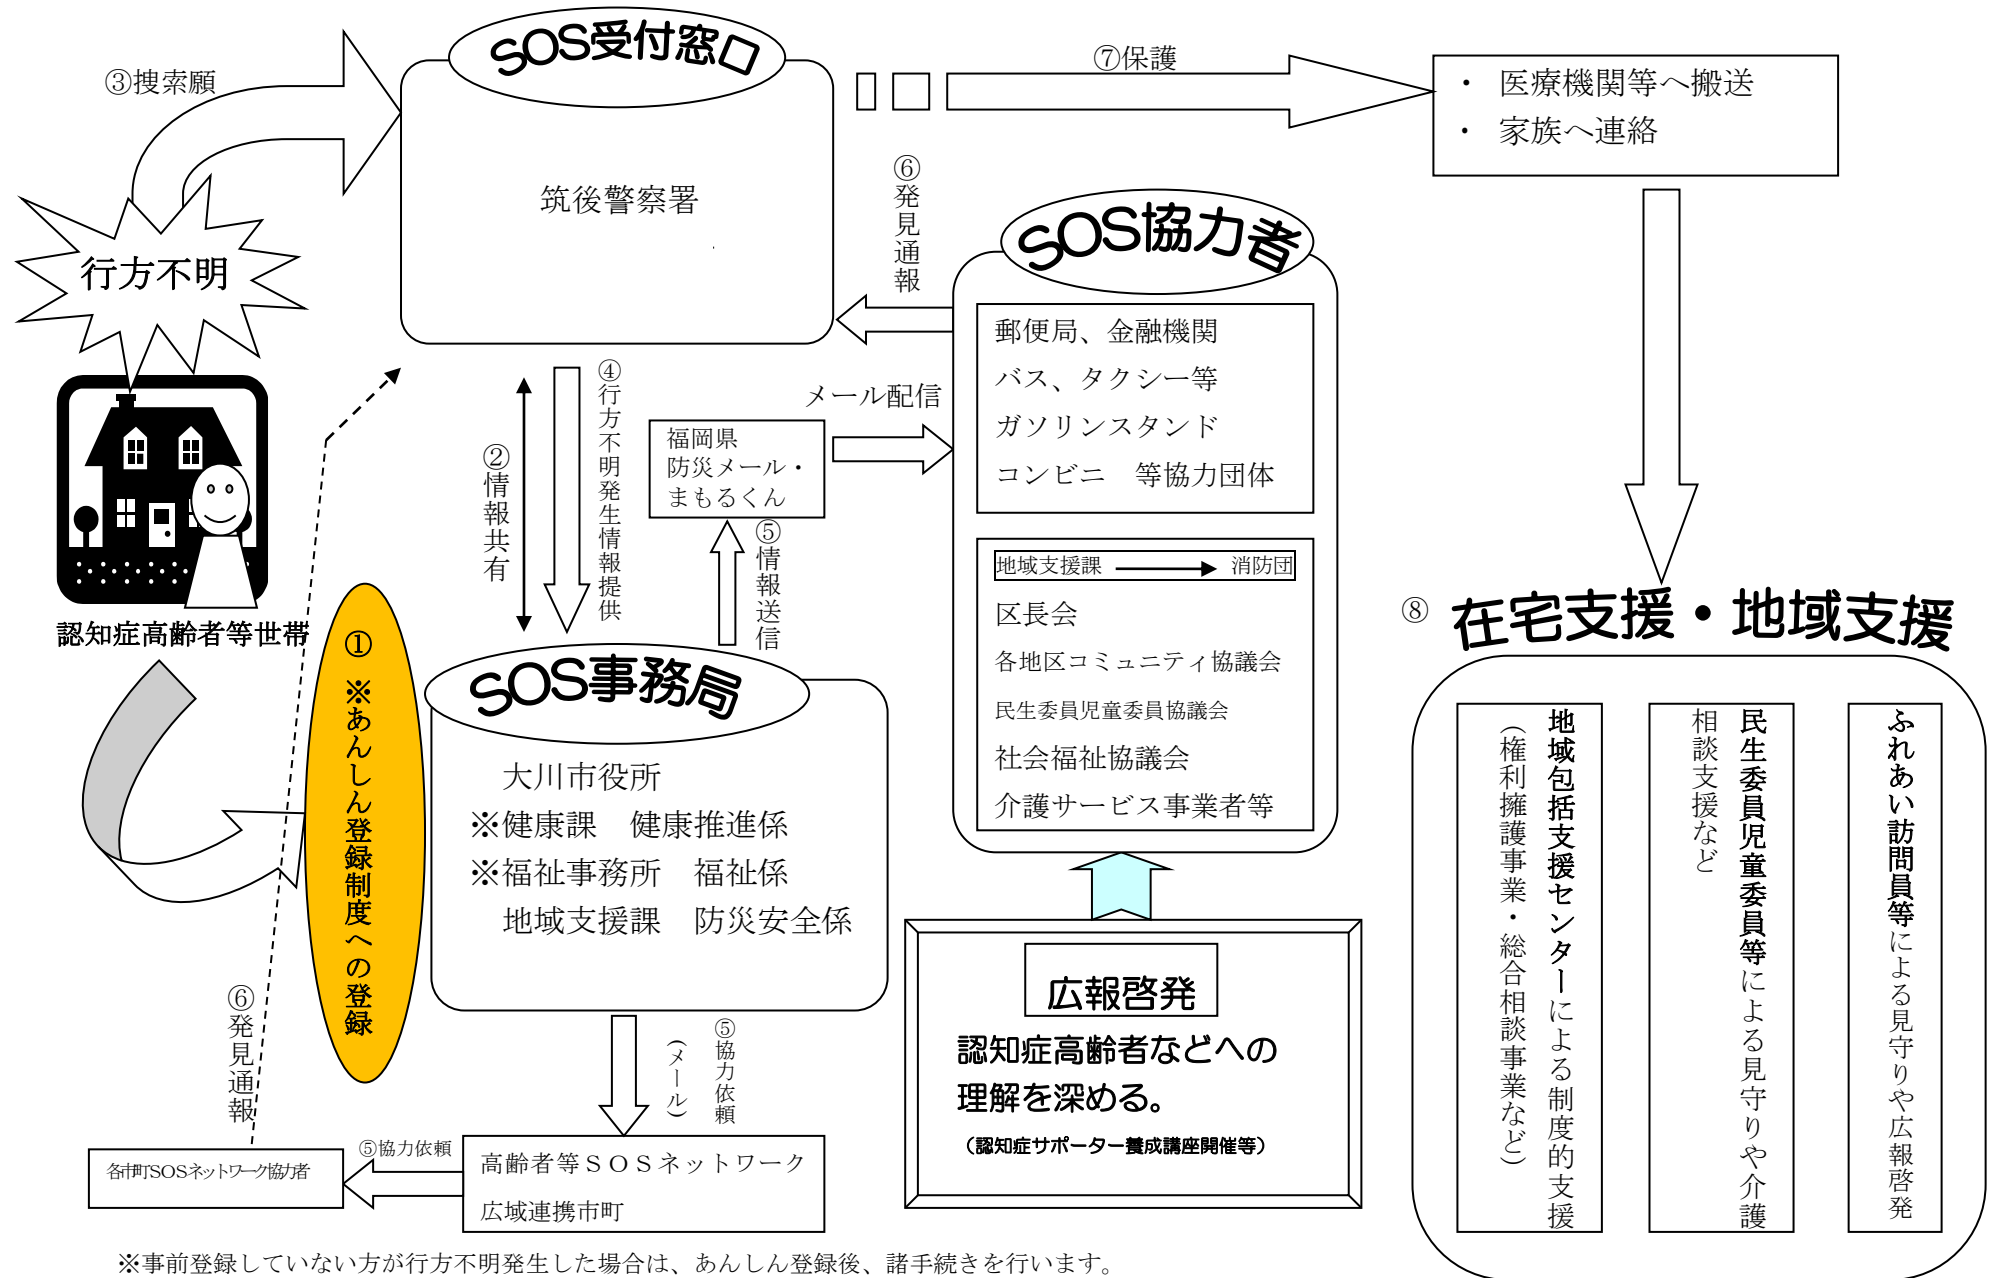 SOS受付窓口
③捜索願
筑後警察署
⑦保護
・ 医療機関等へ搬送
・ 家族へ連絡
行方不明
認知症高齢者等世帯
⑥発見通報
SOS協力者
郵便局、金融機関
バス、タクシー等
ガソリンスタンド
コンビニ 等協力団体
地域支援課 消防団
区長会
各地区コミュニティ協議会
民生委員児童委員協議会
社会福祉協議会
介護サービス事業者等
②情報共有
④行方不明発生情報提供
メール配信
福岡県
防災メール・
まもるくん
⑤情報送信
①※あんしん登録制度への登録
SOS事務局
大川市役所
※健康課 健康推進係
※福祉事務所 福祉係
地域支援課 防災安全係
⑤協力依頼
(メール)
高齢者等SOSネットワーク
広域連携市町
⑤協力依頼
各市町SOSネットワーク協力者
⑥発見通報
広報啓発
認知症高齢者などへの
理解を深める。
(認知症サポーター養成講座開催等)
⑧ 在宅支援・地域支援
ふれあい訪問員等による見守りや広報啓発
民生委員児童委員等による見守りや介護
相談支援など
地域包括支援センターによる制度的支援
(権利擁護事業・総合相談事業など)
※事前登録していない方が行方不明発生した場合は、あんしん登録後、諸手続きを行います。